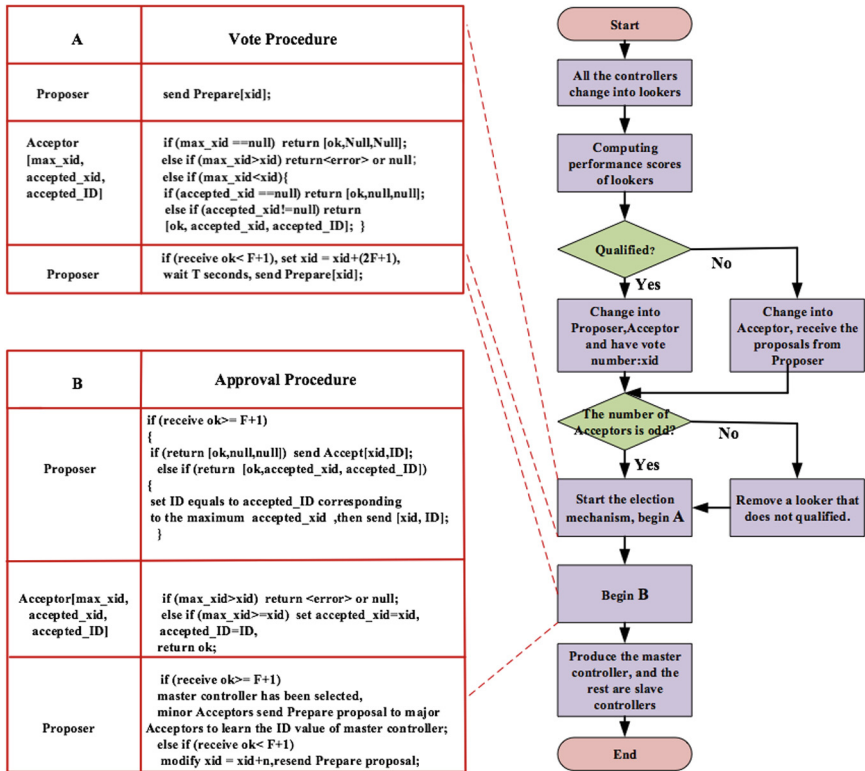 A
Vote Procedure
Proposer
send Prepare[xid];
Acceptor
[max_xid,
accepted_xid,
accepted_ID]
if (max_xid ==null) return [ok,Null,Null];
else if (max_xid>xid) return<error> or null;
else if (max_xid<xid){
if (accepted_xid ==null) return [ok,null,null];
else if (accepted_xid!=null) return
[ok, accepted_xid, accepted_ID]; }
Proposer
if (receive ok< F+1), set xid = xid+(2F+1),
wait T seconds, send Prepare[xid];
B
Approval Procedure
Proposer
if (receive ok>= F+1)
{
if (return [ok,null,null]) send Accept[xid,ID];
else if (return [ok,accepted_xid, accepted_ID])
{
set ID equals to accepted_ID corresponding
to the maximum accepted_xid ,then send [xid, ID];
}
Acceptor[max_xid,
accepted_xid,
accepted_ID]
if (max_xid>xid) return <error> or null;
else if (max_xid>=xid) set accepted_xid=xid,
accepted_ID=ID,
return ok;
Proposer
if (receive ok>= F+1)
master controller has been selected,
minor Acceptors send Prepare proposal to major
Acceptors to learn the ID value of master controller;
else if (receive ok< F+1)
modify xid = xid+n,resend Prepare proposal;
Start
All the controllers
change into lookers
Computing
performance scores
of lookers
Qualified?
No
Yes
Change into
Proposer,Acceptor
and have vote
number:xid
Change into
Acceptor, receive the
proposals from
Proposer
The number of
Acceptors is odd?
No
Yes
Start the election
mechanism, begin A
Remove a looker that
does not qualified.
Begin B
Produce the master
controller, and the
rest are slave
controllers
End